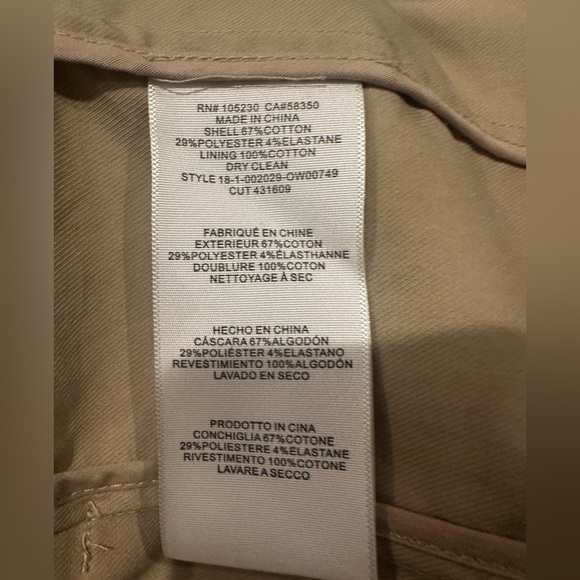 RN# 105230 CA#58350
MADE IN CHINA
SHELL 67%COTTON
29%POLYESTER 4%ELASTANE
LINING 100%COTTON
DRY CLEAN
STYLE 18-1-002029-OW00749
CUT 431609
FABRIQUÉ EN CHINE
EXTERIEUR 67%COTON
29%POLYESTER 4%ÉLASTHANNE
DOUBLURE 100%COTON
NETTOYAGE À SEC
HECHO EN CHINA
CÁSCARA 67%ALGODÓN
29%POLIÉSTER 4%ELASTANO
REVESTIMIENTO 100%ALGODÓN
LAVADO EN SECO
PRODOTTO IN CINA
CONCHIGLIA 67%COTONE
29%POLIESTERE 4%ELASTANE
RIVESTIMENTO 100%COTONE
LAVARE A SECCO